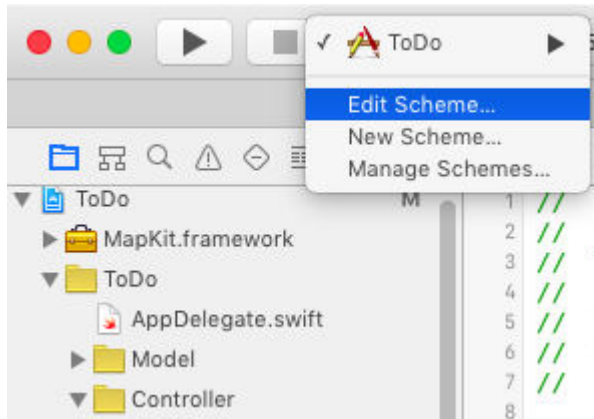 ✓ ToDo
Edit Scheme...
New Scheme...
Manage Schemes...
ToDo M
MapKit.framework
ToDo
AppDelegate.swift
Model
Controller
1 //
2 //
3 //
4 //
5 //
6 //
7 //
8